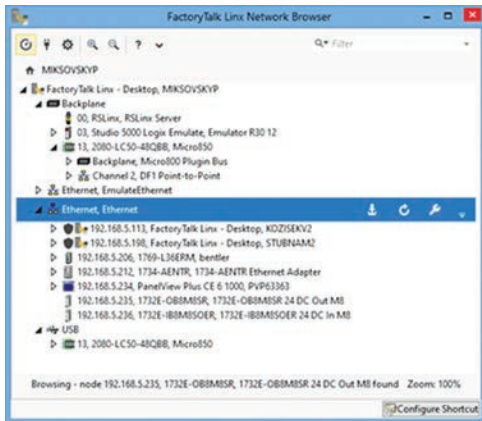 FactoryTalk Linx Network Browser
Filter
MIKSOVSKYP
FactoryTalk Linx - Desktop, MIKSOVSKYP
Backplane
00, RSLinx, RSLinx Server
03, Studio 5000 Logix Emulate, Emulator R30 12
13, 2080-LC50-48QBB, Micro850
Backplane, Micro800 Plugin Bus
Channel 2, DF1 Point-to-Point
Ethernet, EmulateEthernet
Ethernet, Ethernet
192.168.5.113, FactoryTalk Linx - Desktop, KOZISEKV2
192.168.5.198, FactoryTalk Linx - Desktop, STUBNAM2
192.168.5.206, 1769-L36ERM, bentler
192.168.5.212, 1734-AENTR, 1734-AENTR Ethernet Adapter
192.168.5.234, PanelView Plus CE 6 1000, PVP63363
192.168.5.235, 1732E-OB8M8SR, 1732E-OB8M8SR 24 DC Out M8
192.168.5.236, 1732E-IB8M8SOER, 1732E-IB8M8SOER 24 DC In M8
USB
13, 2080-LC50-48QBB, Micro850
Browsing - node 192.168.5.235, 1732E-OB8M8SR, 1732E-OB8M8SR 24 DC Out M8 found Zoom: 100%
Configure Shortcut